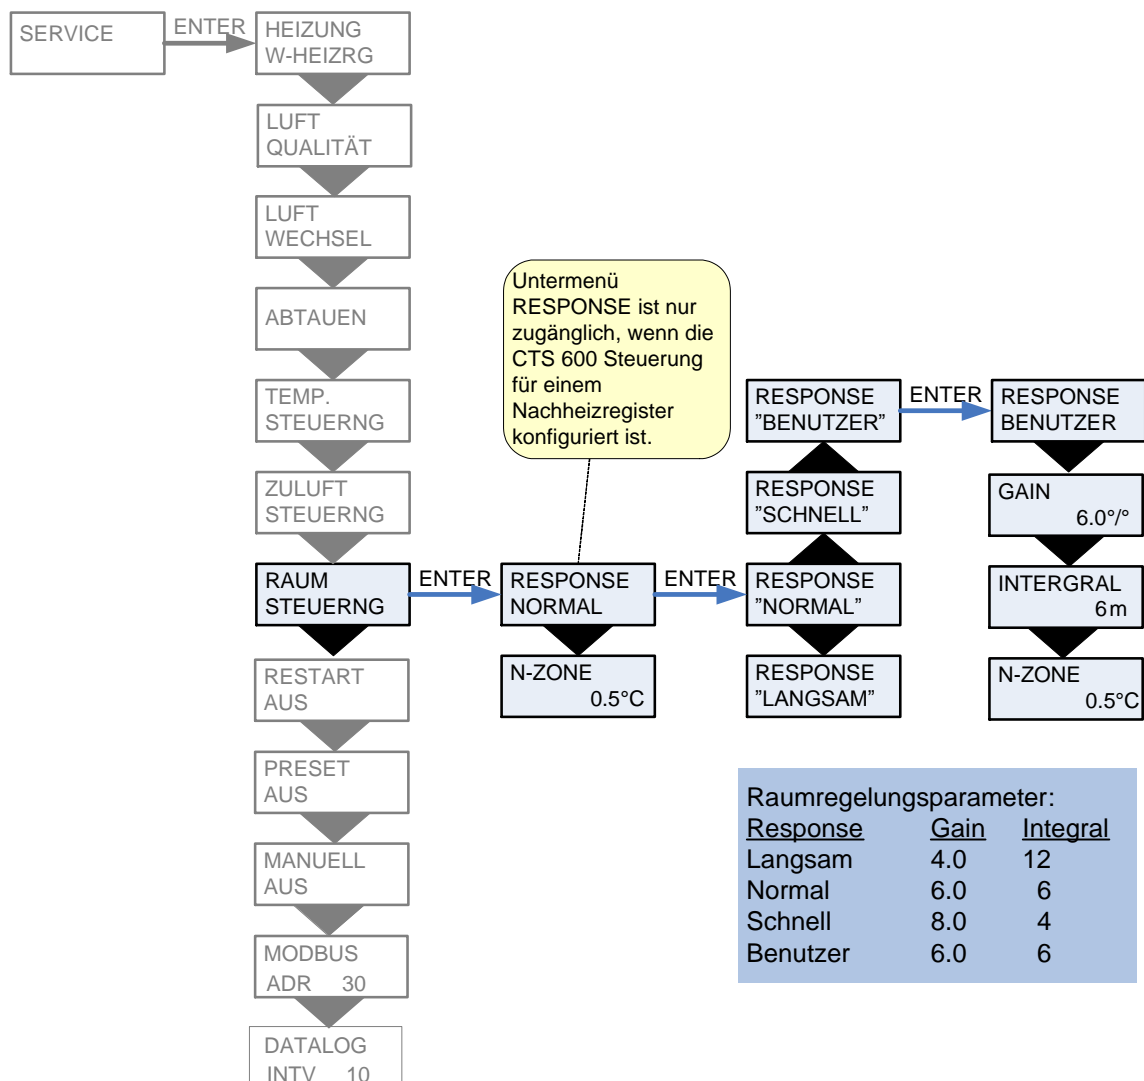 SERVICE
ENTER
HEIZUNG
W-HEIZRG
LUFT
QUALITÄT
LUFT
WECHSEL
ABTAUEN
TEMP.
STEUERNG
ZULUFT
STEUERNG
RAUM
STEUERNG
RESTART
AUS
PRESET
AUS
MANUELL
AUS
MODBUS
ADR 30
DATALOG
INTV 10
Untermenü
RESPONSE ist nur
zugänglich, wenn die
CTS 600 Steuerung
für einem
Nachheizregister
konfiguriert ist.
ENTER
RESPONSE
NORMAL
N-ZONE
0.5°C
ENTER
RESPONSE
"BENUTZER”
RESPONSE
"SCHNELL”
RESPONSE
”NORMAL”
RESPONSE
"LANGSAM”
ENTER
RESPONSE
BENUTZER
GAIN
6.0°/°
INTERGRAL
6m
N-ZONE
0.5°C
Raumregelungsparameter:
Response Gain Integral
Langsam 4.0 12
Normal 6.0 6
Schnell 8.0 4
Benutzer 6.0 6